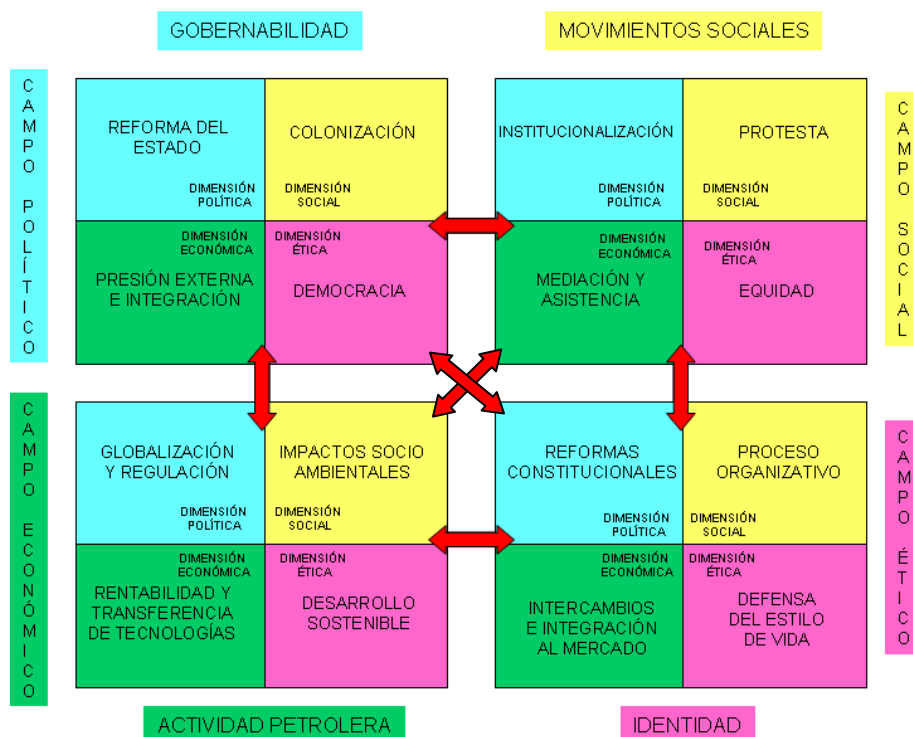 GOBERNABILIDAD
MOVIMIENTOS SOCIALES
CAMPO POLÍTICO
REFORMA DEL
ESTADO
DIMENSIÓN
POLÍTICA
COLONIZACIÓN
DIMENSIÓN
SOCIAL
DIMENSIÓN
ECONÓMICA
PRESIÓN EXTERNA
E INTEGRACIÓN
DIMENSIÓN
ÉTICA
DEMOCRACIA
INSTITUCIONALIZACIÓN
DIMENSIÓN
POLÍTICA
PROTESTA
DIMENSIÓN
SOCIAL
DIMENSIÓN
ECONÓMICA
MEDIACIÓN Y
ASISTENCIA
DIMENSIÓN
ÉTICA
EQUIDAD
CAMPO SOCIAL
CAMPO ECONÓMICO
GLOBALIZACIÓN
Y REGULACIÓN
DIMENSIÓN
POLÍTICA
IMPACTOS SOCIO
AMBIENTALES
DIMENSIÓN
SOCIAL
DIMENSIÓN
ECONÓMICA
RENTABILIDAD Y
TRANSFERENCIA
DE TECNOLOGÍAS
DIMENSIÓN
ÉTICA
DESARROLLO
SOSTENIBLE
REFORMAS
CONSTITUCIONALES
DIMENSIÓN
POLÍTICA
PROCESO
ORGANIZATIVO
DIMENSIÓN
SOCIAL
DIMENSIÓN
ECONÓMICA
INTERCAMBIOS
E INTEGRACIÓN
AL MERCADO
DIMENSIÓN
ÉTICA
DEFENSA
DEL ESTILO
DE VIDA
CAMPO ÉTICO
ACTIVIDAD PETROLERA
IDENTIDAD